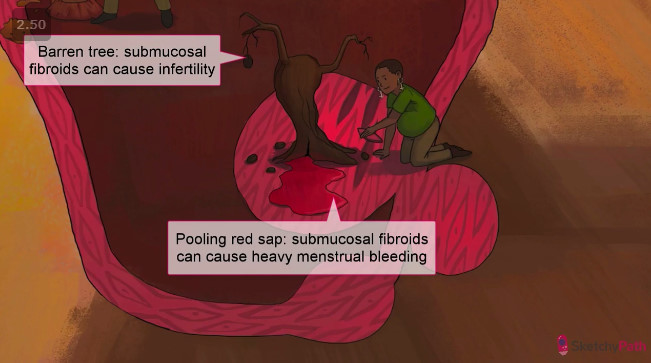 2.50
Barren tree: submucosal
fibroids can cause infertility
Pooling red sap: submucosal fibroids
can cause heavy menstrual bleeding
SketchyPath